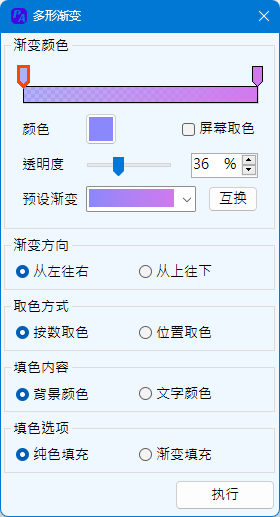 多形渐变
渐变颜色
颜色 屏幕取色
透明度 36 %
预设渐变 互换
渐变方向
从左往右 从上往下
取色方式
按数取色 位置取色
填色内容
背景颜色 文字颜色
填色选项
纯色填充 渐变填充
执行